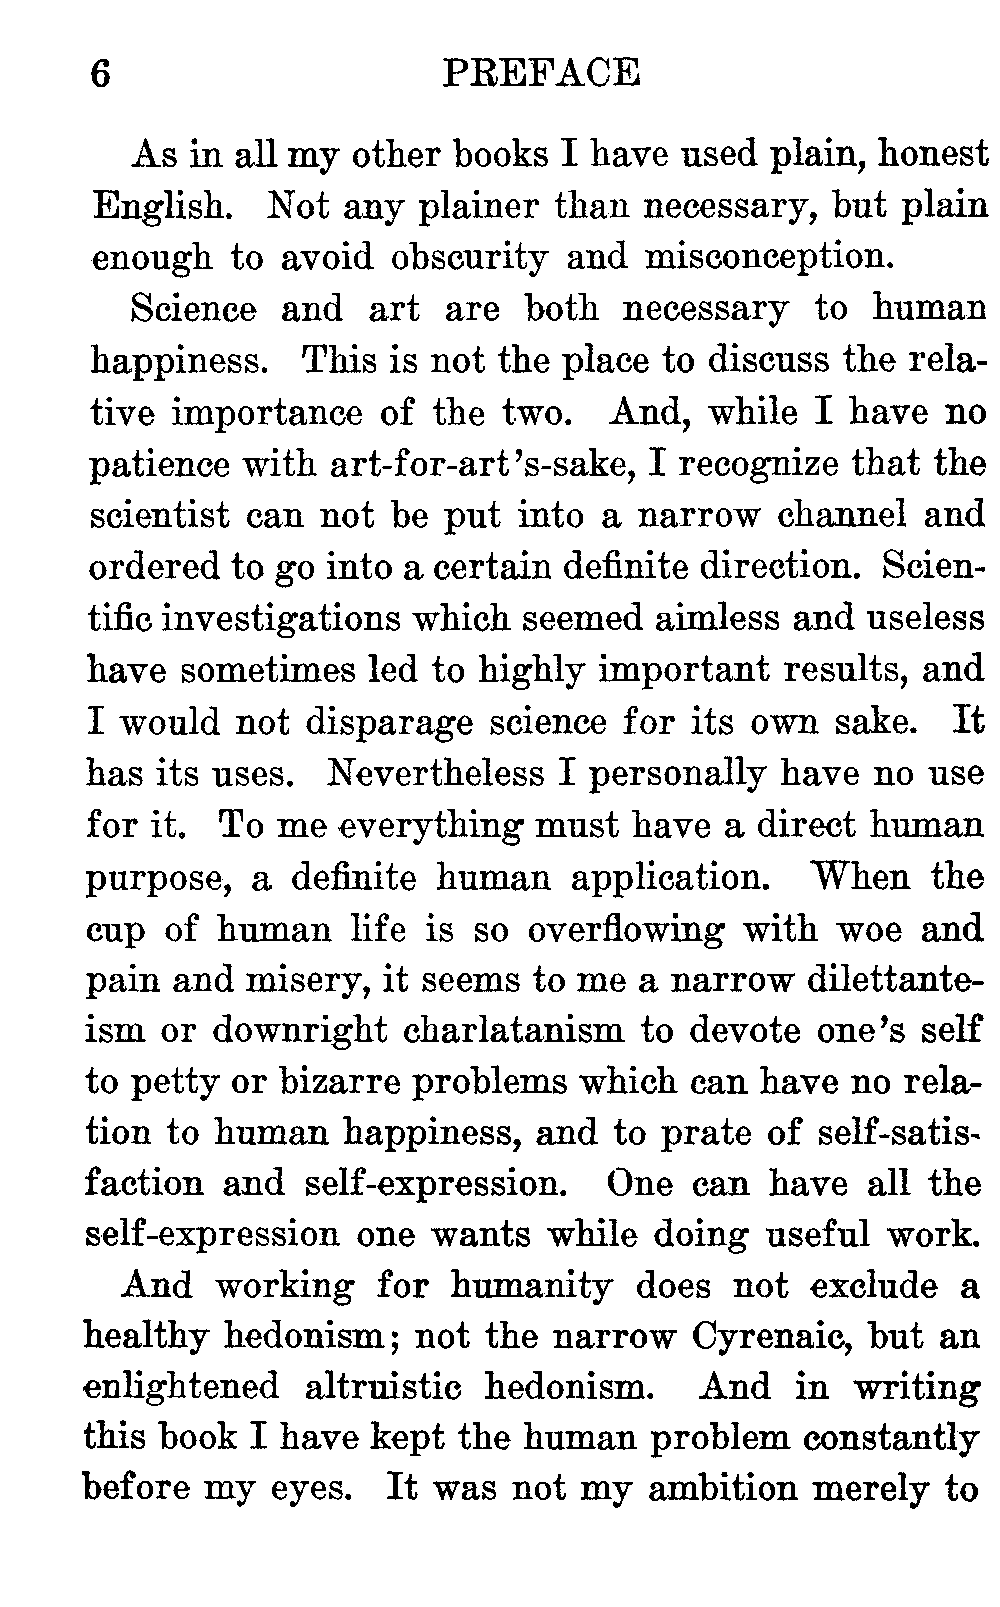 6 PREFACE
As in all my other books I have used plain, honest
English. Not any plainer than necessary, but plain
enough to avoid obscurity and misconception.
Science and art are both necessary to human
happiness. This is not the place to discuss the rela-
tive importance of the two. And, while I have no
patience with art-for-art's-sake, I recognize that the
scientist can not be put into a narrow channel and
ordered to go into a certain definite direction. Scien-
tific investigations which seemed aimless and useless
have sometimes led to highly important results, and
I would not disparage science for its own sake. It
has its uses. Nevertheless I personally have no use
for it. To me everything must have a direct human
purpose, a definite human application. When the
cup of human life is so overflowing with woe and
pain and misery, it seems to me a narrow dilettante-
ism or downright charlatanism to devote one's self
to petty or bizarre problems which can have no rela-
tion to human happiness, and to prate of self-satis-
faction and self-expression. One can have all the
self-expression one wants while doing useful work.
And working for humanity does not exclude a
healthy hedonism; not the narrow Cyrenaic, but an
enlightened altruistic hedonism. And in writing
this book I have kept the human problem constantly
before my eyes. It was not my ambition merely to